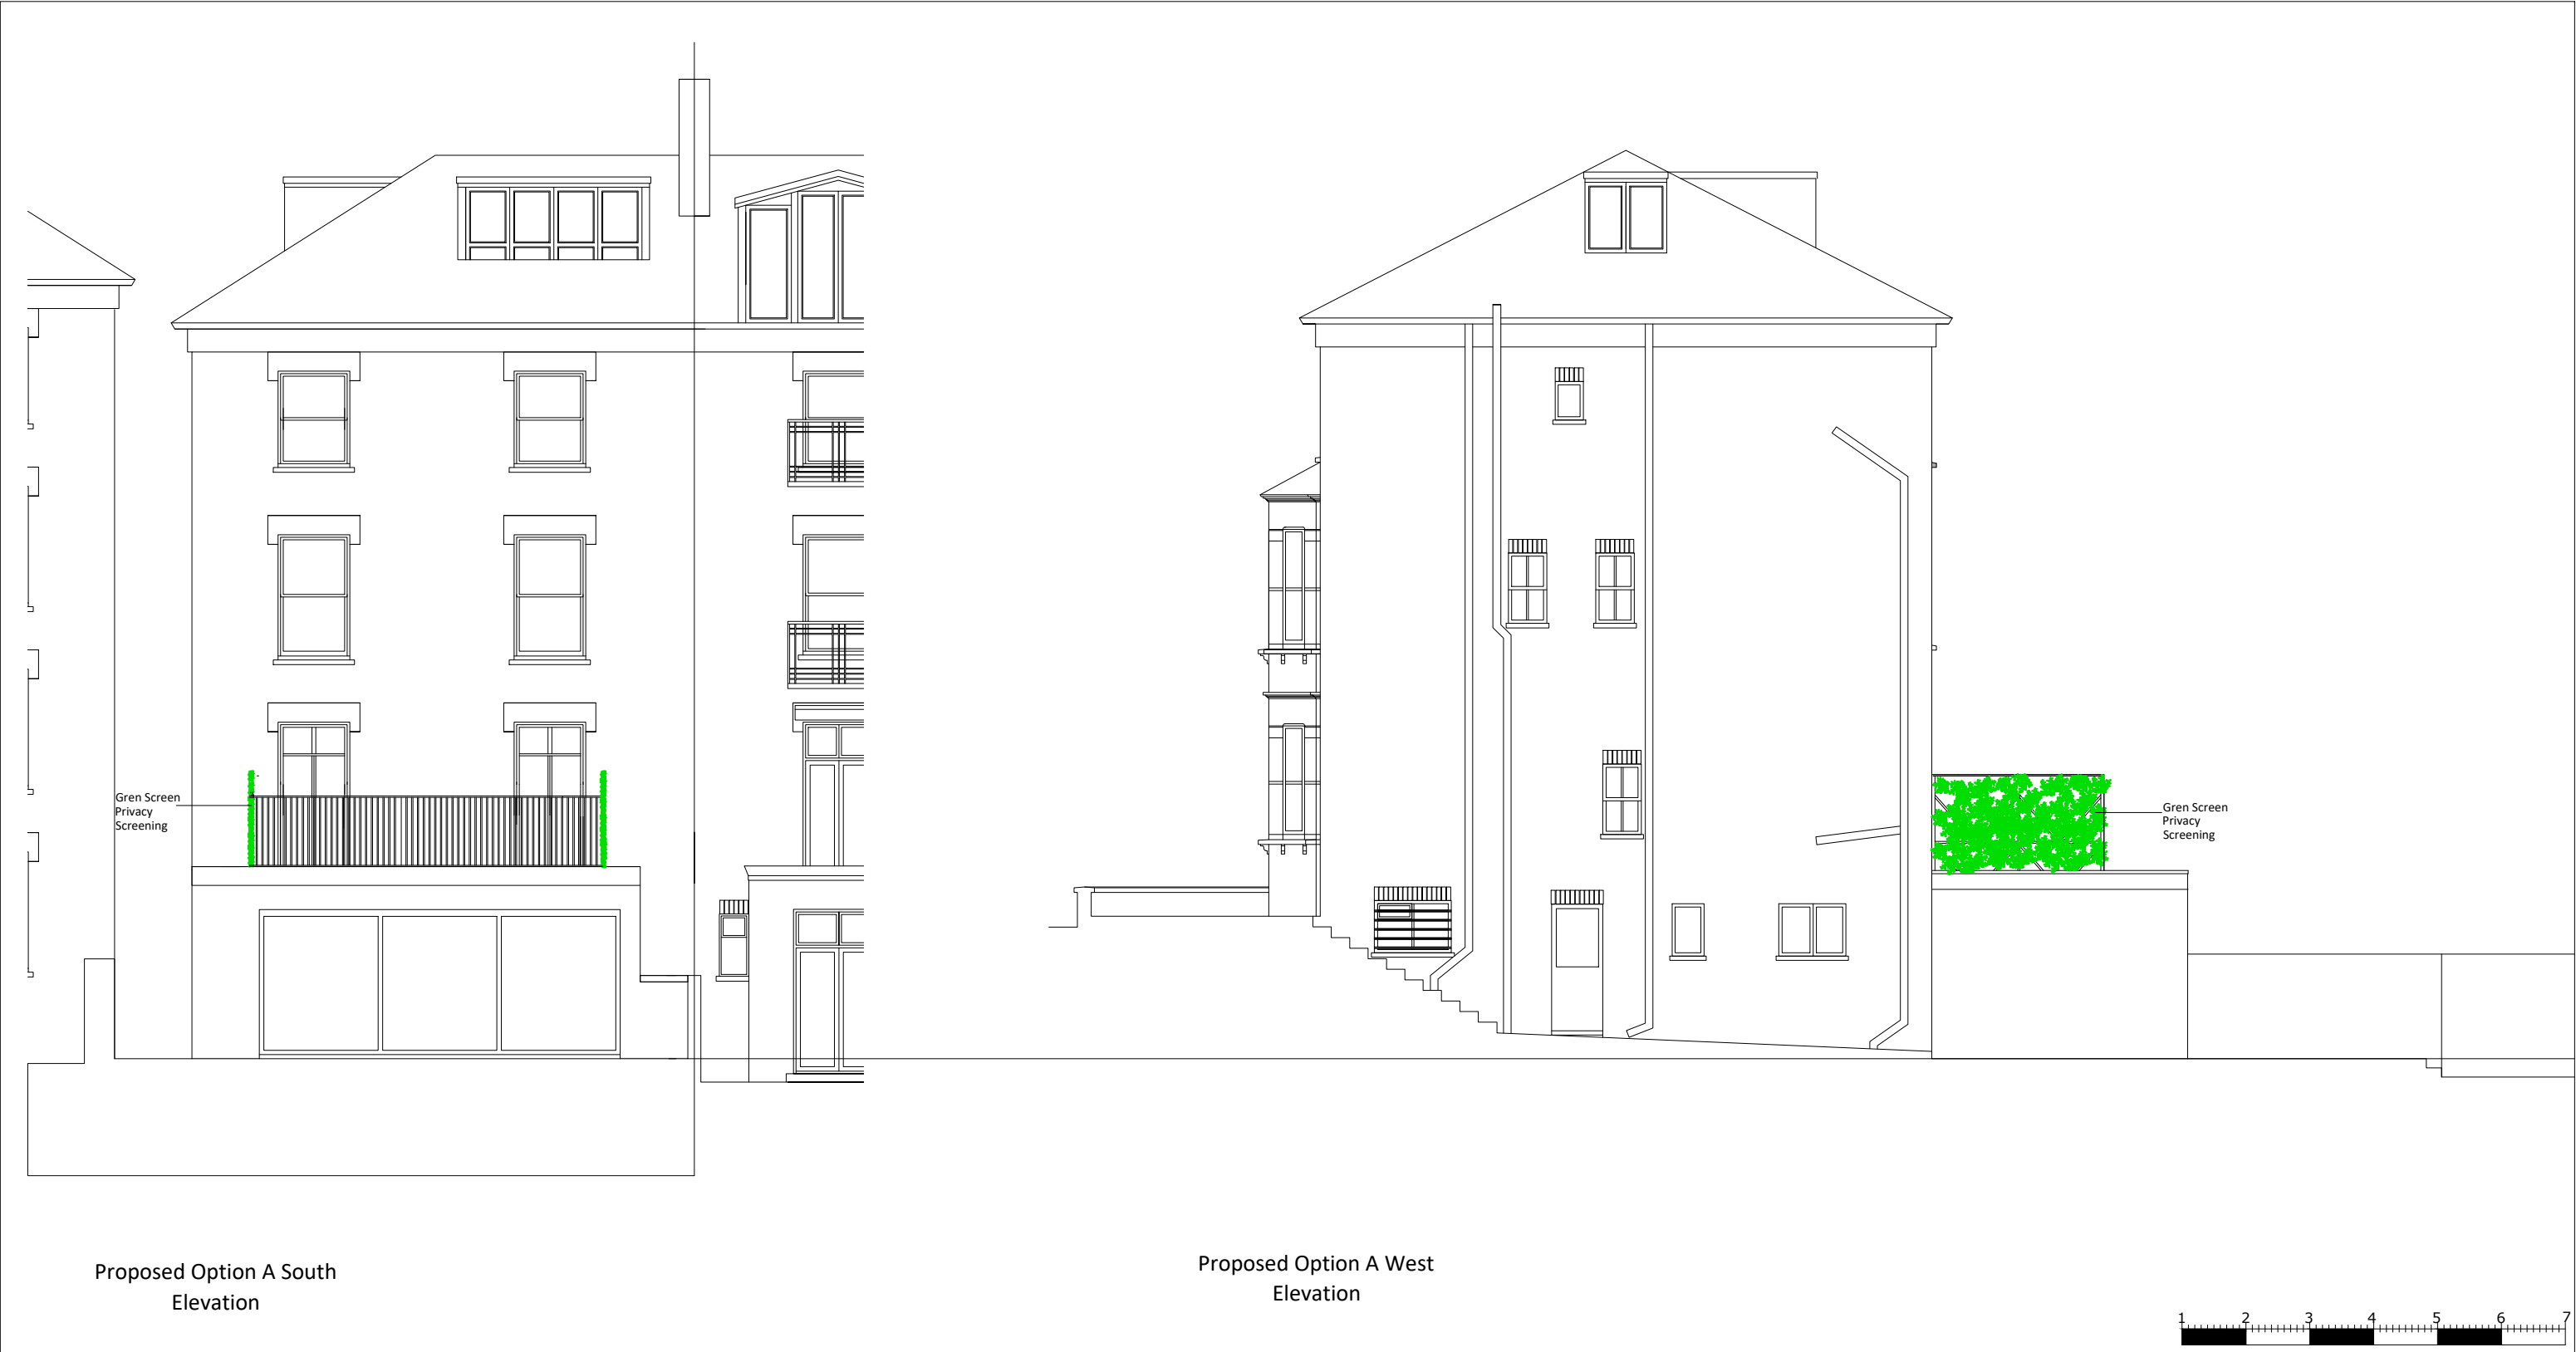 Gren Screen
Privacy
Screening
Gren Screen
Privacy
Screening
Proposed Option A South
Elevation
Proposed Option A West
Elevation
1 2 3 4 5 6 7